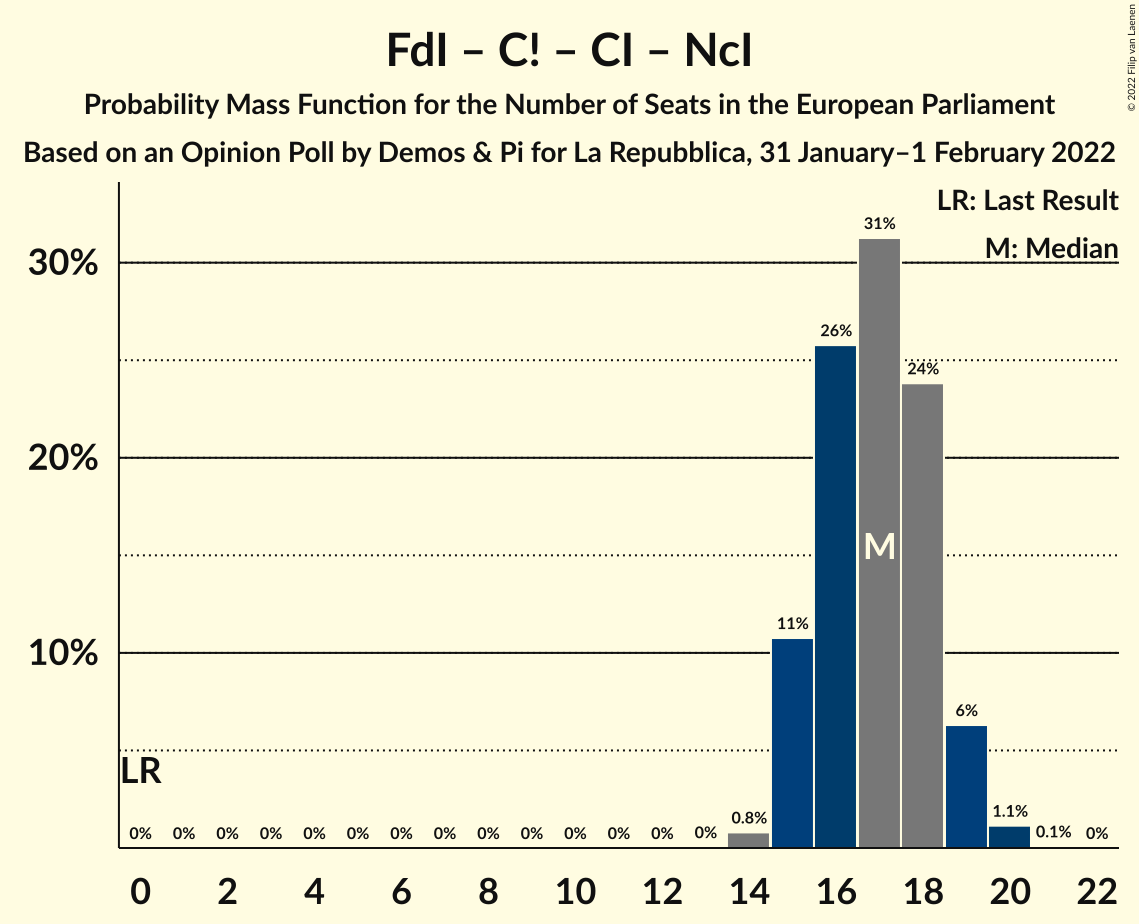 FdI – C! – CI – NcI
Probability Mass Function for the Number of Seats in the European Parliament
Based on an Opinion Poll by Demos & Pi for La Repubblica, 31 January–1 February 2022
© 2022 Filip van Laenen
LR: Last Result
M: Median
30%
20%
10%
31%
26%
24%
11%
6%
M
LR
0% 0% 0% 0% 0% 0% 0% 0% 0% 0% 0% 0% 0% 0% 0.8% 1.1% 0.1% 0%
0 2 4 6 8 10 12 14 16 18 20 22